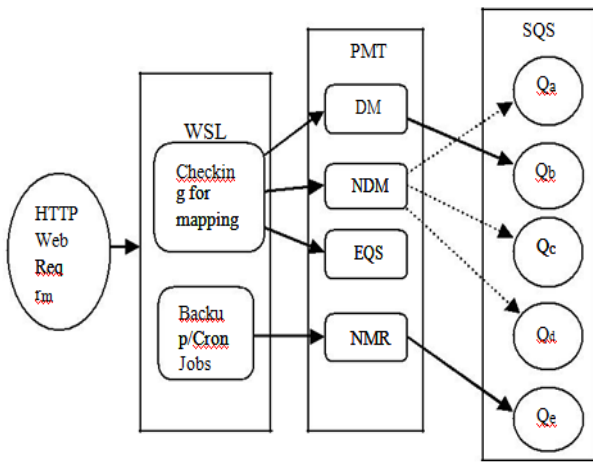 HTTP
Web
Req
fm
WSL
Checkin
g for
mapping
Backu
p/Cron
Jobs
PMT
DM
NDM
EQS
NMR
SQS
Qa
Qb
Qc
Qd
Qe